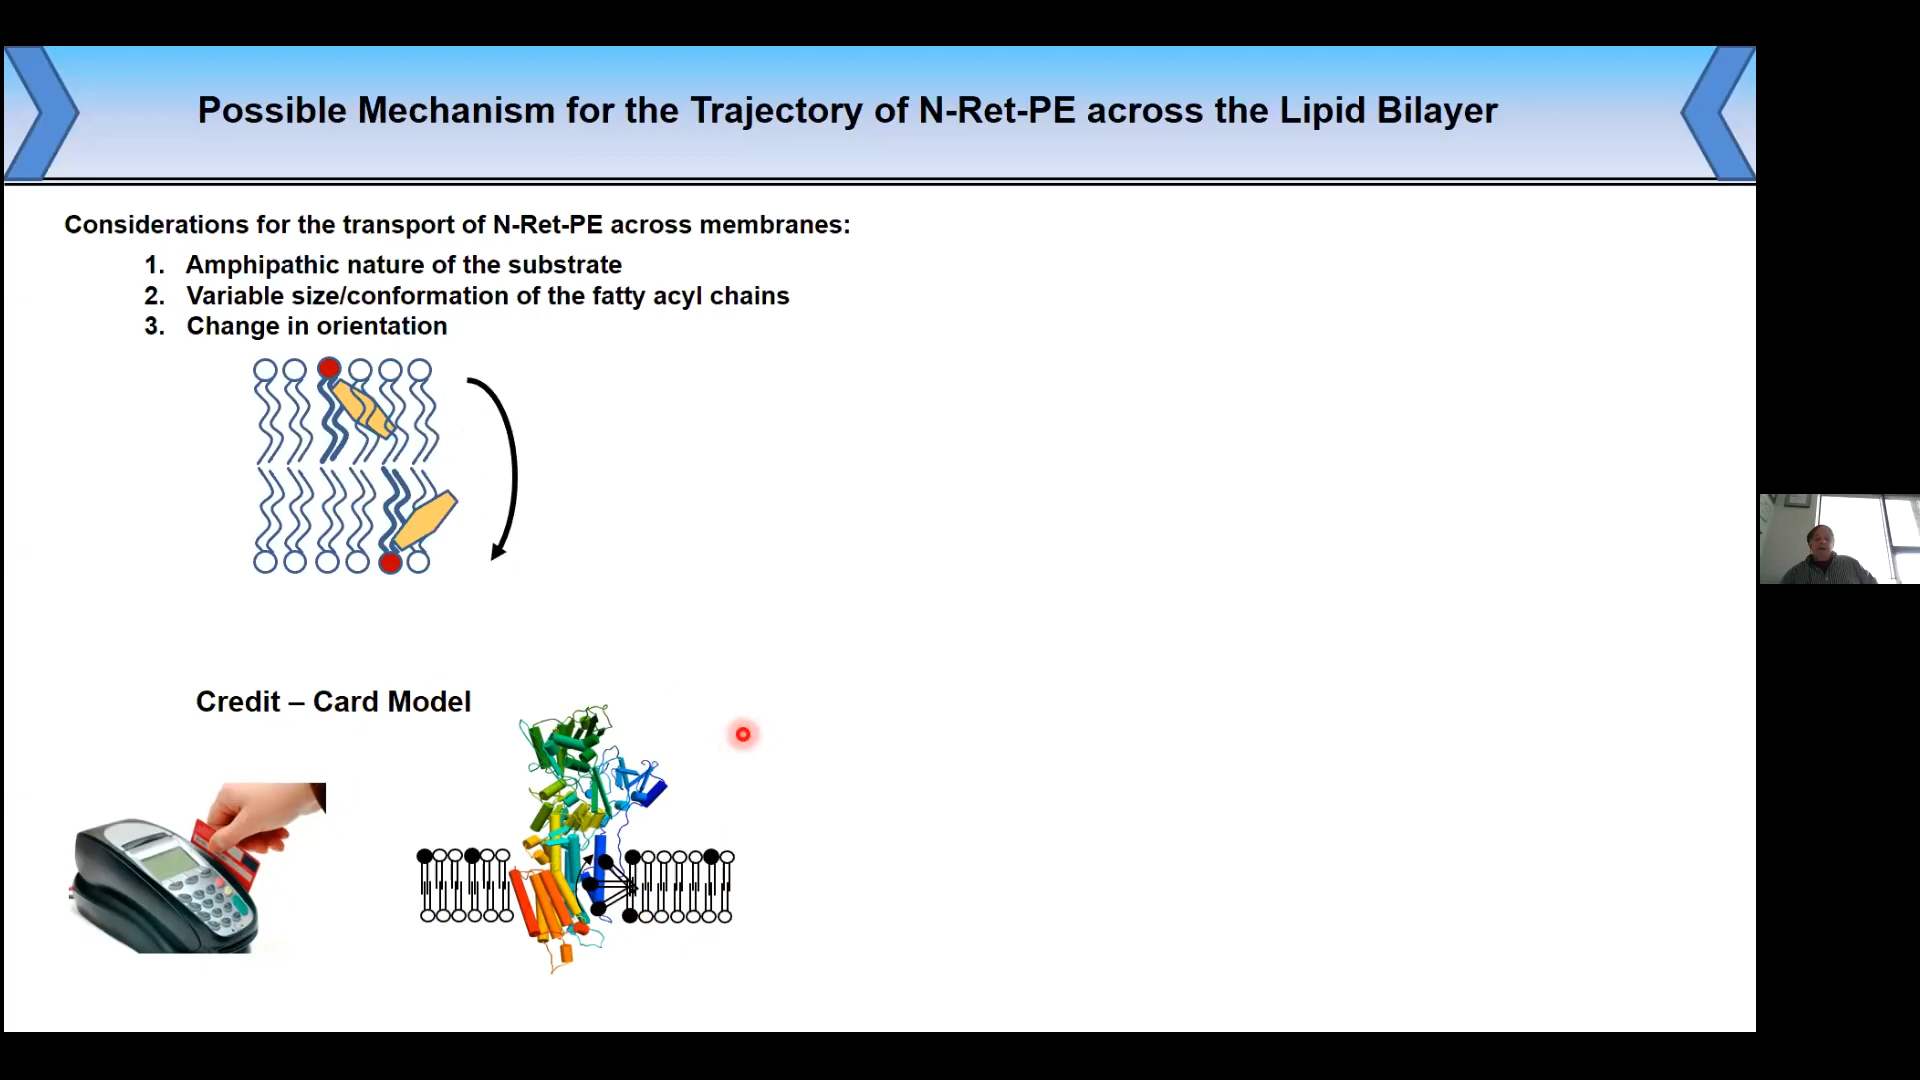 Possible Mechanism for the Trajectory of N-Ret-PE across the Lipid Bilayer
Considerations for the transport of N-Ret-PE across membranes:
1. Amphipathic nature of the substrate
2. Variable size/conformation of the fatty acyl chains
3. Change in orientation
Credit – Card Model